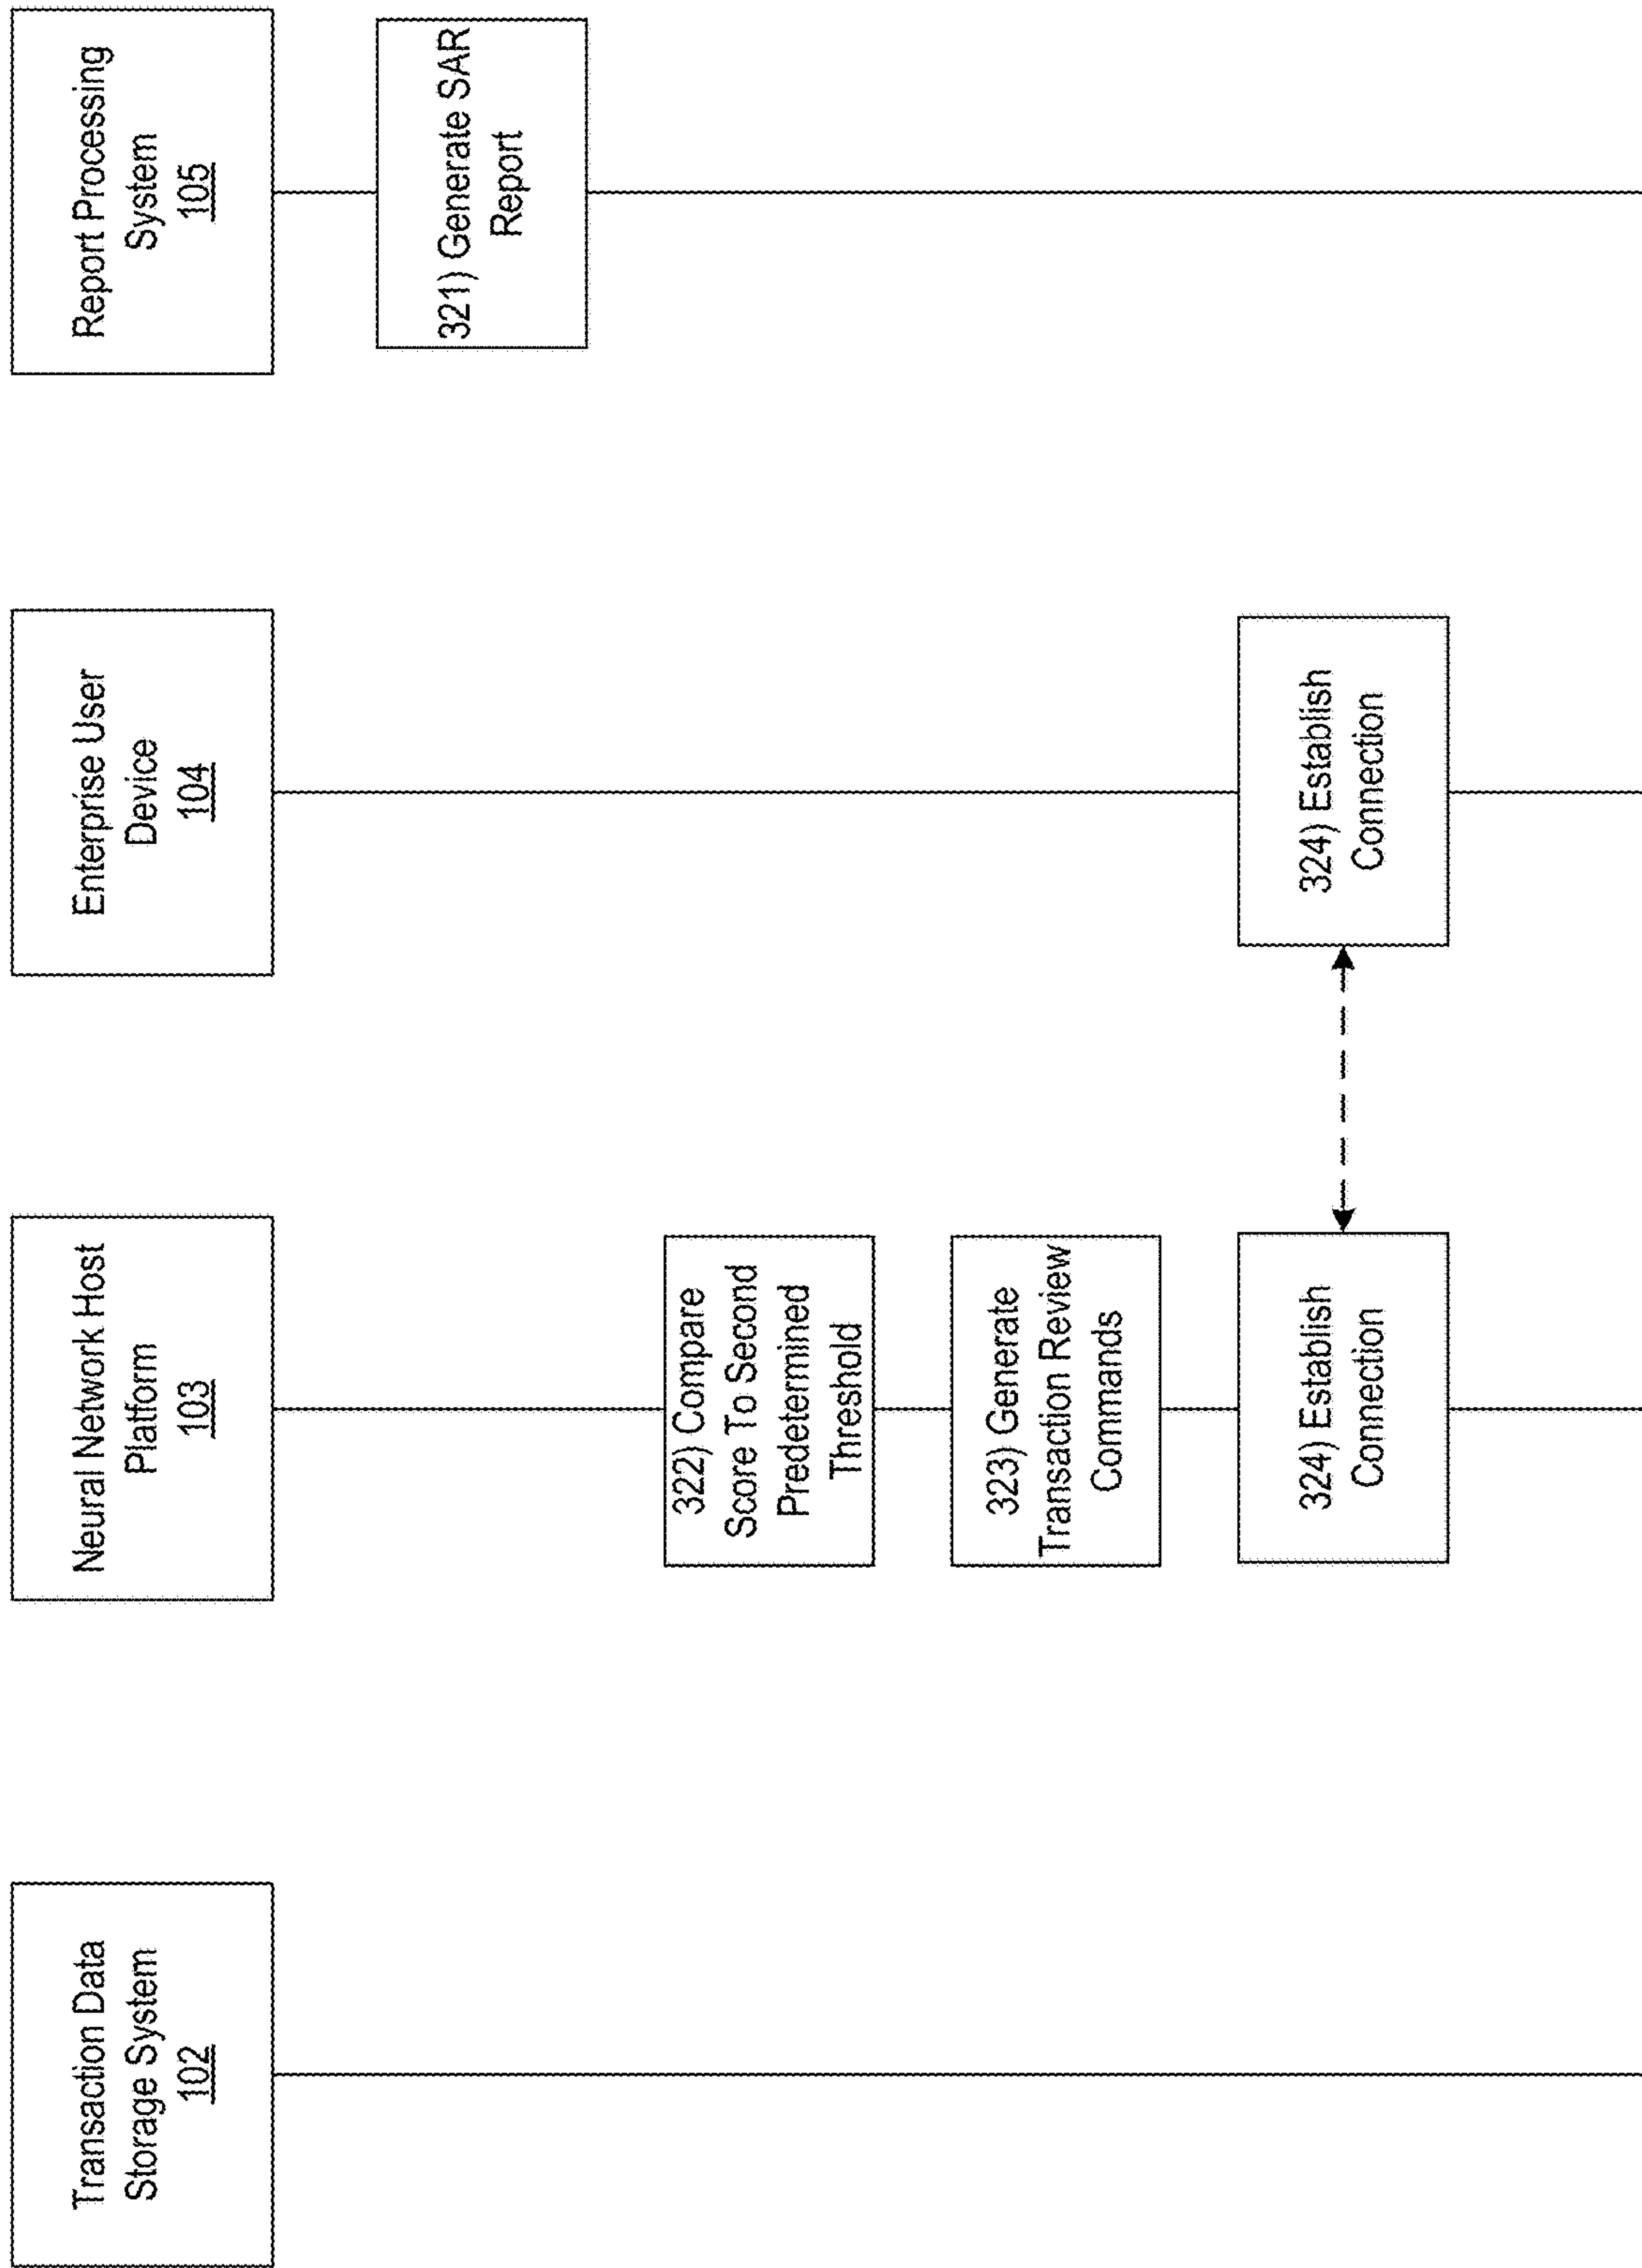 Transaction Data
Storage System
102
Neural Network Host
Platform
103
Enterprise User
Device
104
Report Processing
System
105
321) Generate SAR
Report
322) Compare
Score To Second
Predetermined
Threshold
323) Generate
Transaction Review
Commands
324) Establish
Connection
324) Establish
Connection